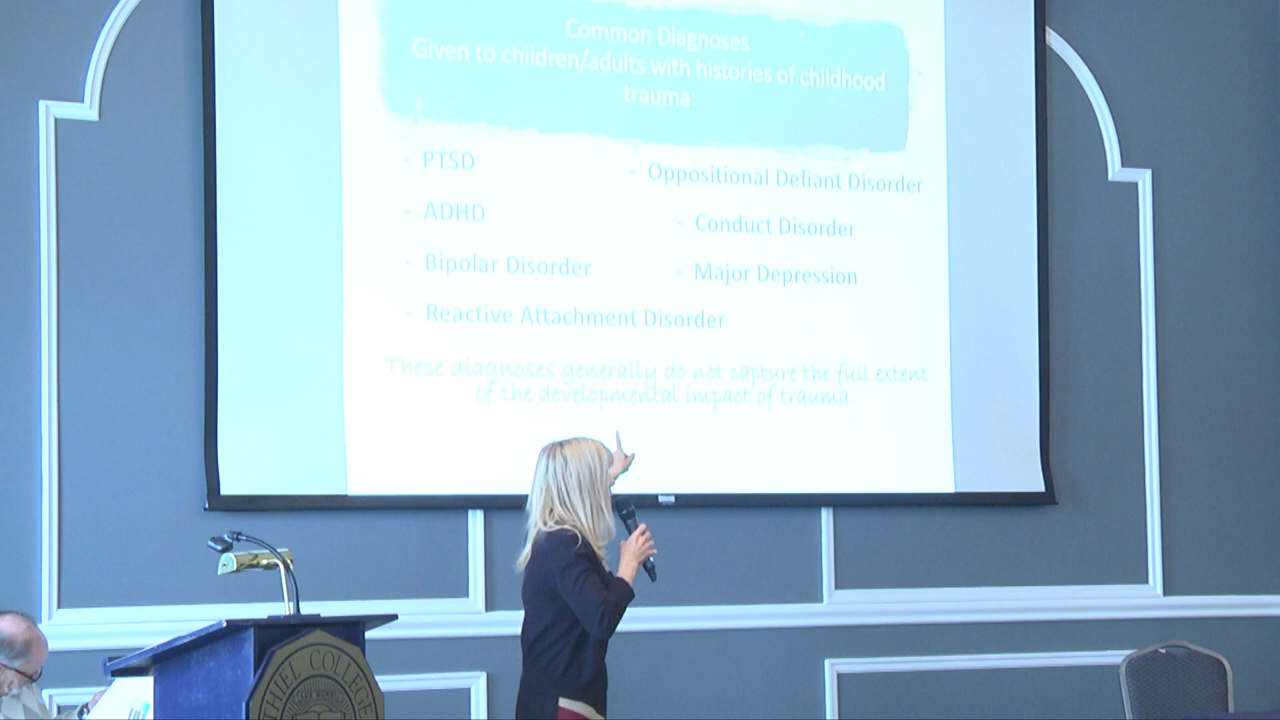 Common Diagnoses
Given to children/adults with histories of childhood
trauma:
- PTSD
- ADHD
- Bipolar Disorder
- Reactive Attachment Disorder
- Oppositional Defiant Disorder
- Conduct Disorder
- Major Depression
These diagnoses generally do not capture the full extent
of the developmental impact of trauma.
THIEL COLLEGE